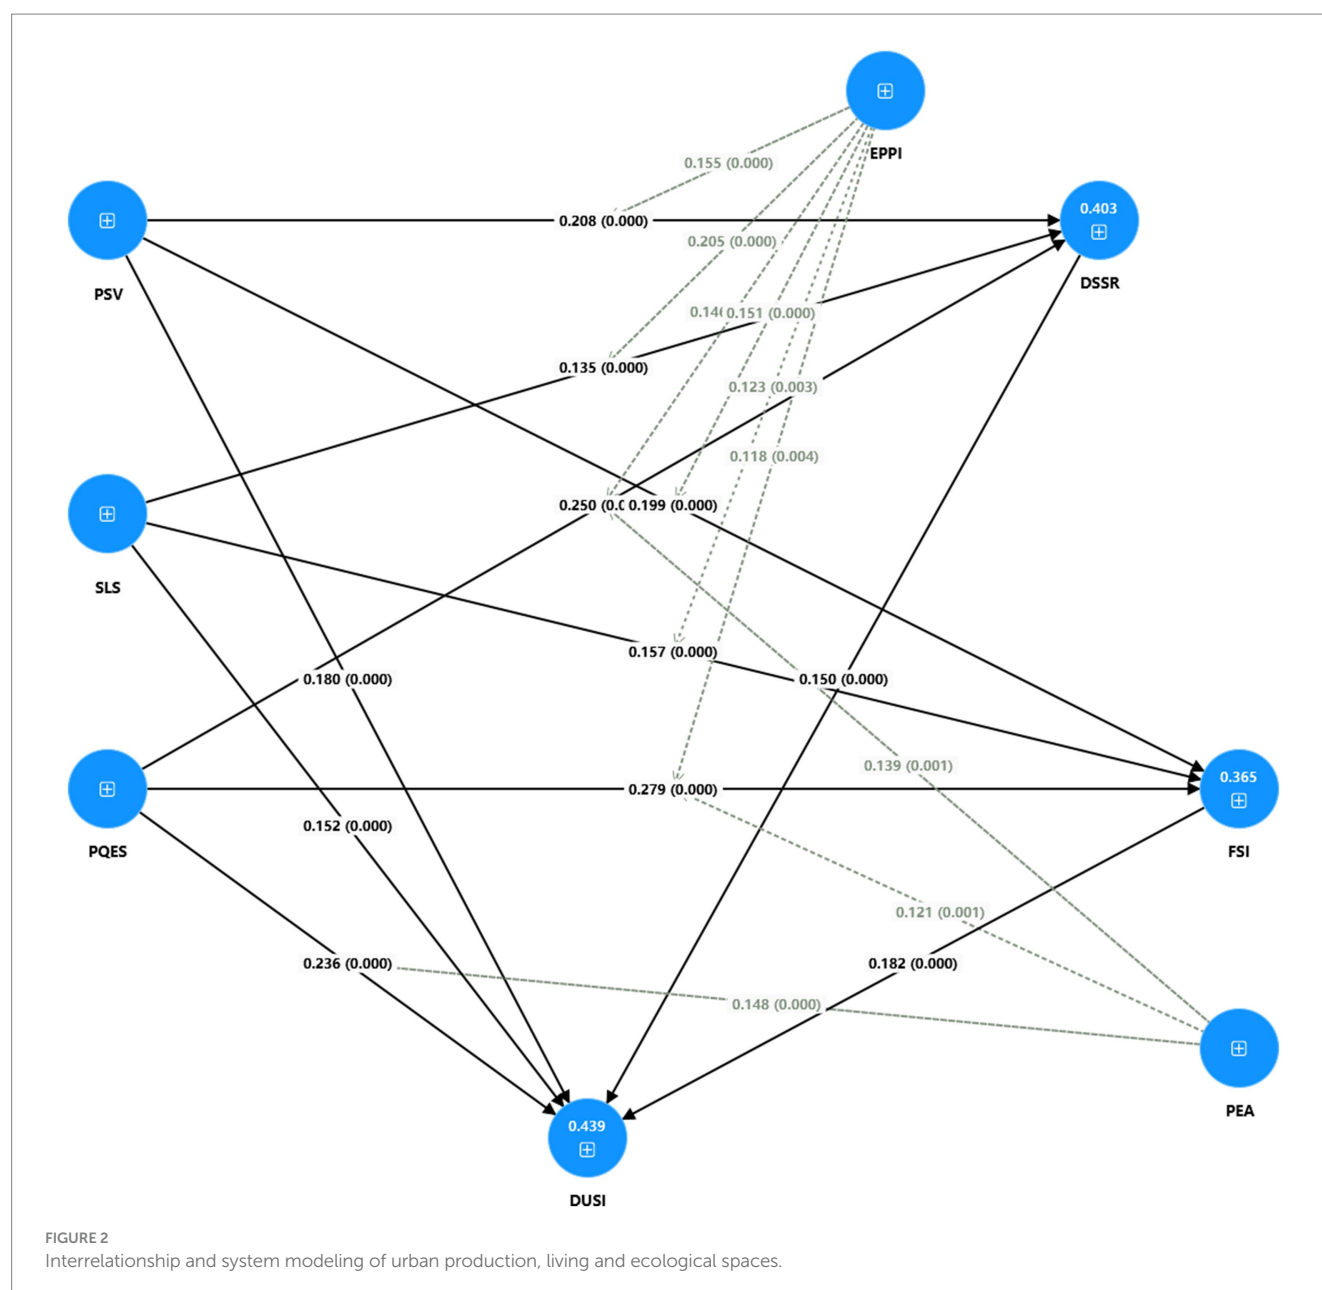 EPPI
0.155 (0.000)
0.403
0.208 (0.000)
0.205 (0.000)
DSSR
PSV
0.151 (0.000)
0.135 (0.000)
0.123 (0.003)
0.118 (0.004)
0.250
0.199 (0.000)
SLS
0.157 (0.000)
0.180 (0.000)
0.150 (0.000)
0.139 (0.001)
0.365
0.279 (0.000)
PQES
FSI
0.152 (0.000)
0.121 (0.001)
0.236 (0.000)
0.182 (0.000)
0.148 (0.000)
PEA
0.439
DUSI
FIGURE 2
Interrelationship and system modeling of urban production, living and ecological spaces.